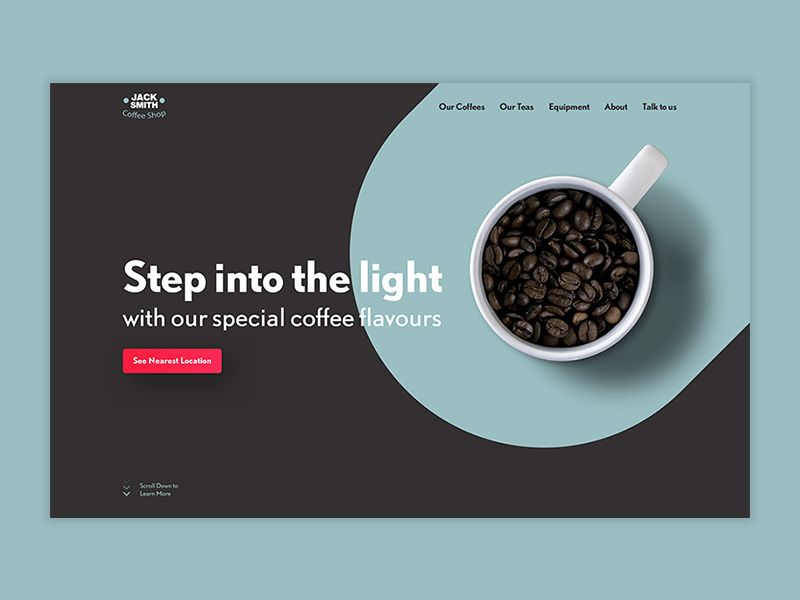 JACK
SMITH
Coffee Shop
Our Coffees Our Teas Equipment About Talk to us
Step into the light
with our special coffee flavours
See Nearest Location
Scroll Down to
Learn More